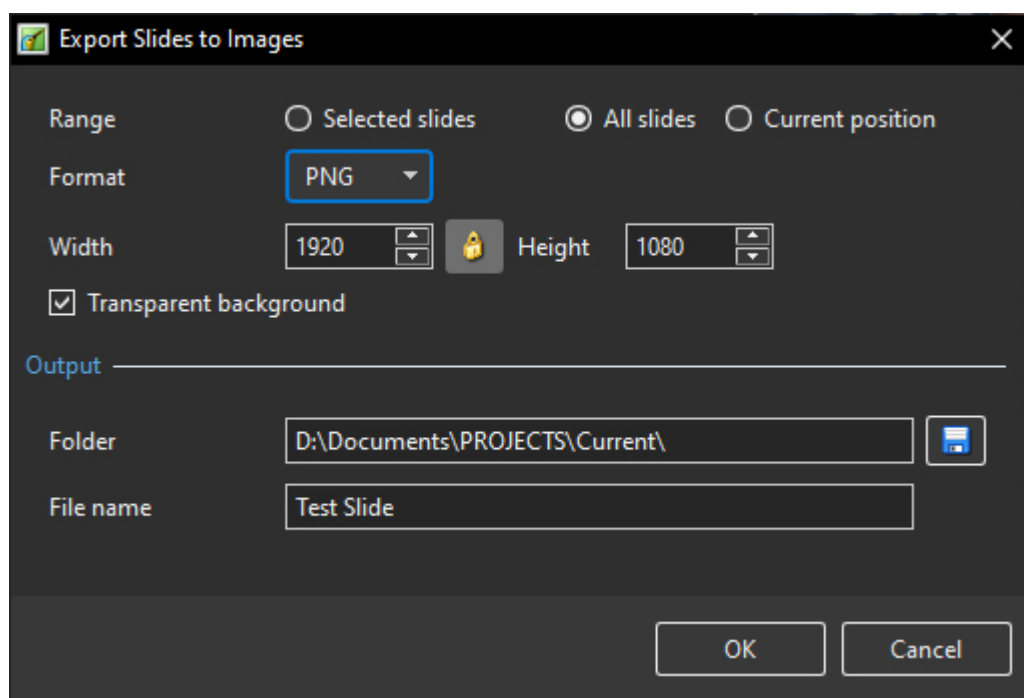 Export Slides to Images
Range Selected slides All slides Current position
Format PNG
Width 1920 Height 1080
Transparent background
Output
Folder D:\Documents\PROJECTS\Current\
File name Test Slide
OK Cancel